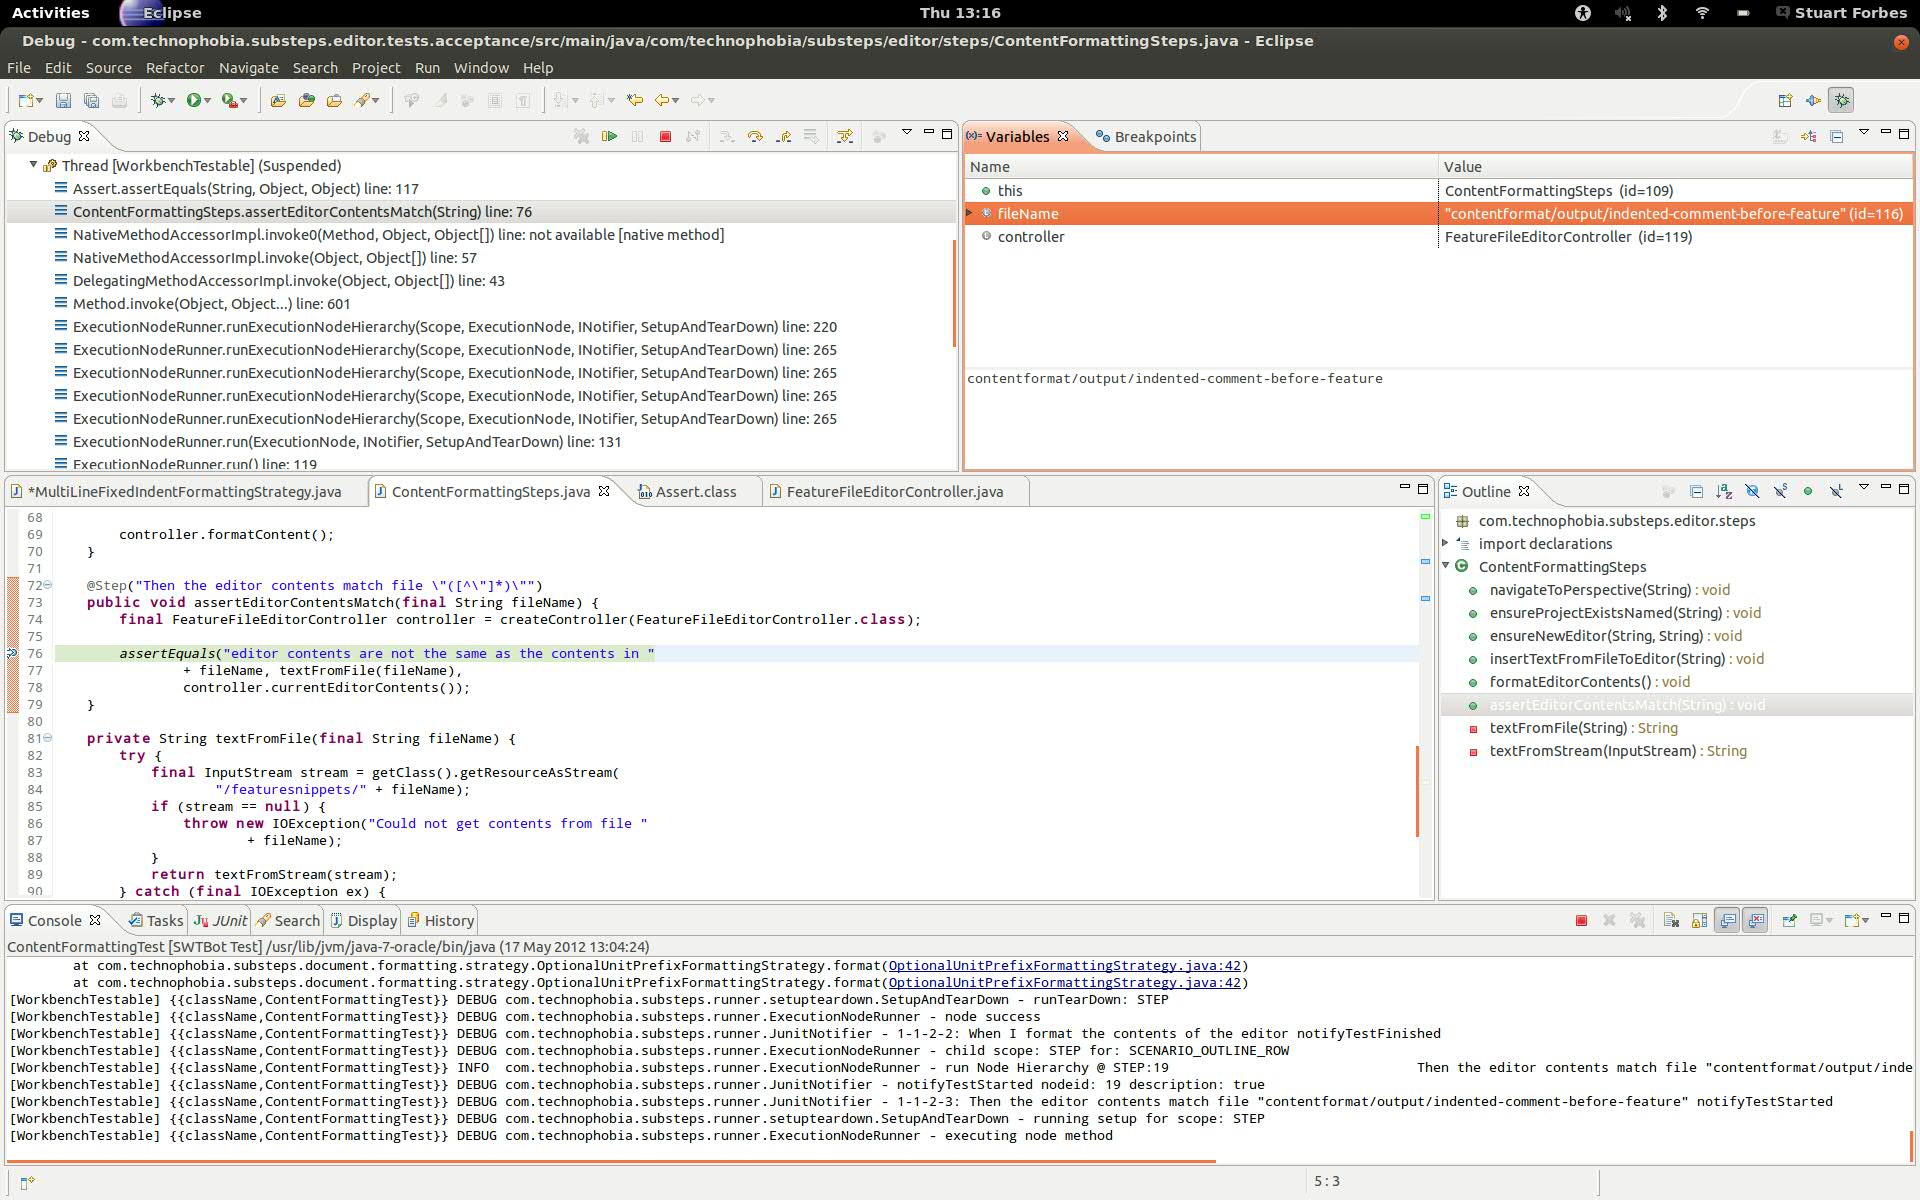 Activities Eclipse Thu 13:16 Stuart Forbes
Debug - com.technophobia.substeps.editor.tests.acceptance/src/main/java/com/technophobia/substeps/editor/steps/ContentFormattingSteps.java - Eclipse
File Edit Source Refactor Navigate Search Project Run Window Help
Debug
Thread [WorkbenchTestable] (Suspended)
Assert.assertEquals(String, Object, Object) line: 117
ContentFormattingSteps.assertEditorContentsMatch(String) line: 76
NativeMethodAccessorImpl.invoke0(Method, Object, Object[]) line: not available [native method]
NativeMethodAccessorImpl.invoke(Object, Object[]) line: 57
DelegatingMethodAccessorImpl.invoke(Object, Object[]) line: 43
Method.invoke(Object, Object...) line: 601
ExecutionNodeRunner.runExecutionNodeHierarchy(Scope, ExecutionNode, INotifier, SetupAndTearDown) line: 220
ExecutionNodeRunner.runExecutionNodeHierarchy(Scope, ExecutionNode, INotifier, SetupAndTearDown) line: 265
ExecutionNodeRunner.runExecutionNodeHierarchy(Scope, ExecutionNode, INotifier, SetupAndTearDown) line: 265
ExecutionNodeRunner.runExecutionNodeHierarchy(Scope, ExecutionNode, INotifier, SetupAndTearDown) line: 265
ExecutionNodeRunner.runExecutionNodeHierarchy(Scope, ExecutionNode, INotifier, SetupAndTearDown) line: 265
ExecutionNodeRunner.run(ExecutionNode, INotifier, SetupAndTearDown) line: 131
ExecutionNodeRunner.run() line: 119
Variables Breakpoints
Name Value
this ContentFormattingSteps (id=109)
fileName "contentformat/output/indented-comment-before-feature" (id=116)
controller FeatureFileEditorController (id=119)
contentformat/output/indented-comment-before-feature
*MultiLineFixedIndentFormattingStrategy.java ContentFormattingSteps.java Assert.class FeatureFileEditorController.java
68
69 controller.formatContent();
70 }
71
72 @Step("Then the editor contents match file \"([^\"]*)\"")
73 public void assertEditorContentsMatch(final String fileName) {
74 final FeatureFileEditorController controller = createController(FeatureFileEditorController.class);
75
76 assertEquals("editor contents are not the same as the contents in "
77 + fileName, textFromFile(fileName),
78 controller.currentEditorContents());
79 }
80
81 private String textFromFile(final String fileName) {
82 try {
83 final InputStream stream = getClass().getResourceAsStream(
84 "/featuresnippets/" + fileName);
85 if (stream == null) {
86 throw new IOException("Could not get contents from file "
87 + fileName);
88 }
89 return textFromStream(stream);
90 } catch (final IOException ex) {
Outline
com.technophobia.substeps.editor.steps
import declarations
ContentFormattingSteps
navigateToPerspective(String) : void
ensureProjectExistsNamed(String) : void
ensureNewEditor(String, String) : void
insertTextFromFileToEditor(String) : void
formatEditorContents() : void
assertEditorContentsMatch(String) : void
textFromFile(String) : String
textFromStream(InputStream) : String
Console Tasks JUnit Search Display History
ContentFormattingTest [SWTBot Test] /usr/lib/jvm/java-7-oracle/bin/java (17 May 2012 13:04:24)
at com.technophobia.substeps.document.formatting.strategy.OptionalUnitPrefixFormattingStrategy.format(OptionalUnitPrefixFormattingStrategy.java:42)
at com.technophobia.substeps.document.formatting.strategy.OptionalUnitPrefixFormattingStrategy.format(OptionalUnitPrefixFormattingStrategy.java:42)
[WorkbenchTestable] {{className,ContentFormattingTest}} DEBUG com.technophobia.substeps.runner.setupteardown.SetupAndTearDown - runTearDown: STEP
[WorkbenchTestable] {{className,ContentFormattingTest}} DEBUG com.technophobia.substeps.runner.ExecutionNodeRunner - node success
[WorkbenchTestable] {{className,ContentFormattingTest}} DEBUG com.technophobia.substeps.runner.JunitNotifier - 1-1-2-2: When I format the contents of the editor notifyTestFinished
[WorkbenchTestable] {{className,ContentFormattingTest}} DEBUG com.technophobia.substeps.runner.ExecutionNodeRunner - child scope: STEP for: SCENARIO_OUTLINE_ROW
[WorkbenchTestable] {{className,ContentFormattingTest}} INFO com.technophobia.substeps.runner.ExecutionNodeRunner - run Node Hierarchy @ STEP:19 Then the editor contents match file "contentformat/output/inde
[WorkbenchTestable] {{className,ContentFormattingTest}} DEBUG com.technophobia.substeps.runner.JunitNotifier - notifyTestStarted nodeid: 19 description: true
[WorkbenchTestable] {{className,ContentFormattingTest}} DEBUG com.technophobia.substeps.runner.JunitNotifier - 1-1-2-3: Then the editor contents match file "contentformat/output/indented-comment-before-feature" notifyTestStarted
[WorkbenchTestable] {{className,ContentFormattingTest}} DEBUG com.technophobia.substeps.runner.setupteardown.SetupAndTearDown - running setup for scope: STEP
[WorkbenchTestable] {{className,ContentFormattingTest}} DEBUG com.technophobia.substeps.runner.ExecutionNodeRunner - executing node method
5 : 3